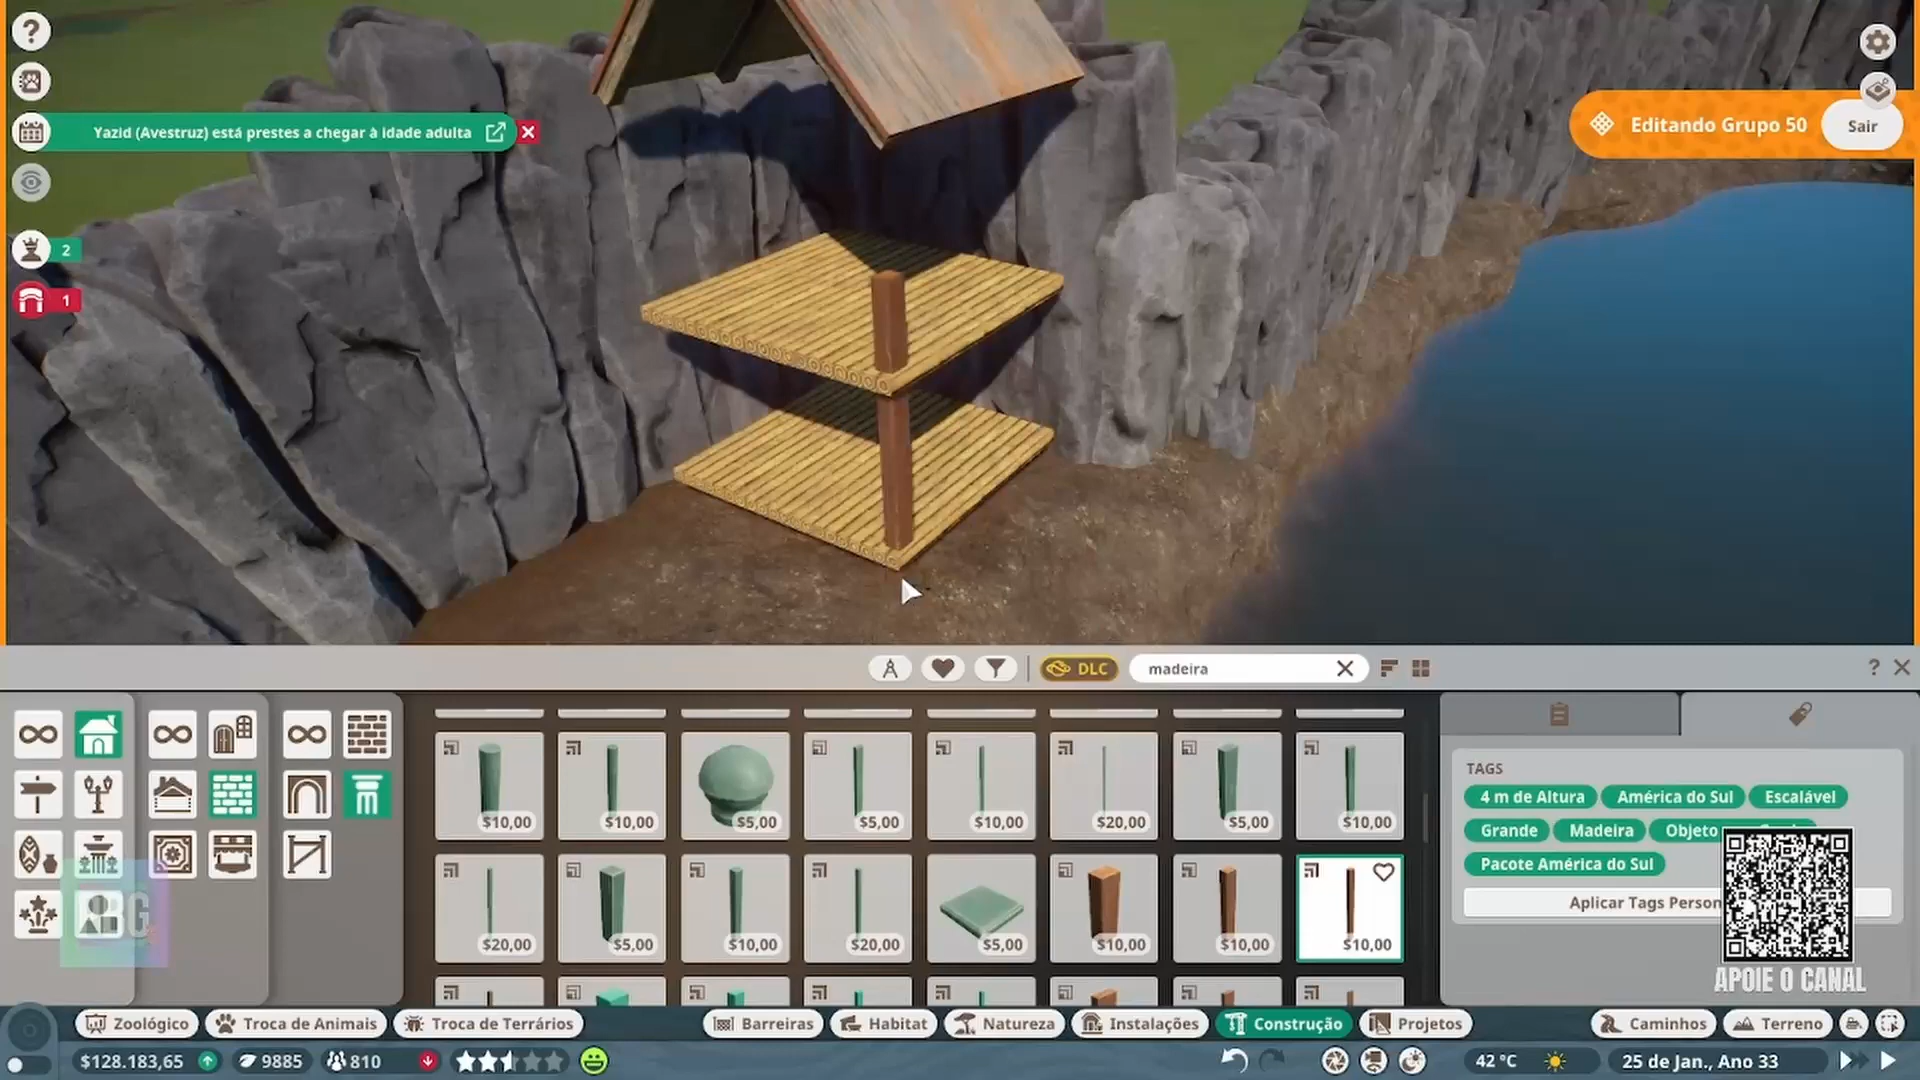 ?
Yazid (Avestruz) está prestes a chegar à idade adulta
Editando Grupo 50
Sair
2
1
DLC
madeira
?
$10,00
$10,00
$5,00
$5,00
$10,00
$20,00
$5,00
$10,00
$20,00
$5,00
$10,00
$20,00
$5,00
$10,00
$10,00
$10,00
TAGS
4 m de Altura
América do Sul
Escalável
Grande
Madeira
Objeto
Pacote América do Sul
Aplicar Tags Person
BG
APOIE O CANAL
Zoológico
Troca de Animais
Troca de Terrários
Barreiras
Habitat
Natureza
Instalações
Construção
Projetos
Caminhos
Terreno
$128.183,65
9885
810
42 °C
25 de Jan., Ano 33